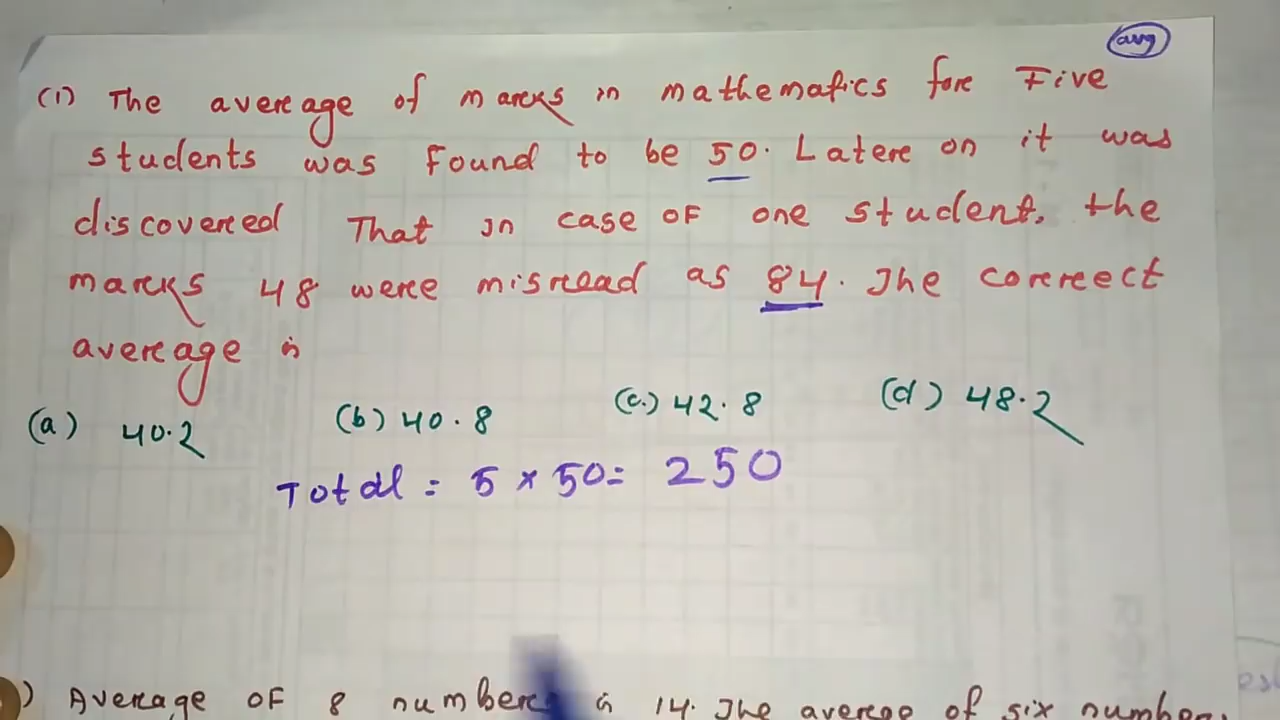 avg
(1) The average of marks in mathematics for Five
students was found to be 50. Later on it was
discovered That in case of one student, the
marks 48 were misread as 84. The correct
average is
(a) 40.2 (b) 40.8 (c.) 42.8 (d) 48.2
Total = 5 × 50 = 250
) Average of 8 numbers is 14. The average of six number